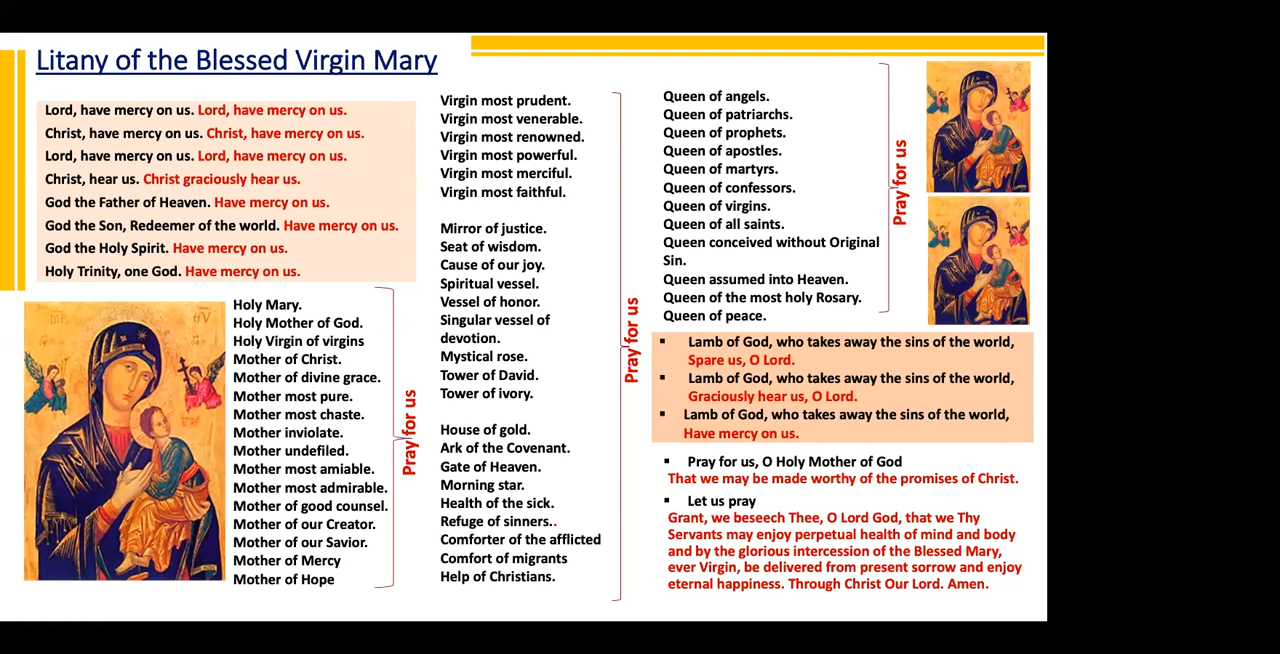 Litany of the Blessed Virgin Mary
Lord, have mercy on us. Lord, have mercy on us.
Christ, have mercy on us. Christ, have mercy on us.
Lord, have mercy on us. Lord, have mercy on us.
Christ, hear us. Christ graciously hear us.
God the Father of Heaven. Have mercy on us.
God the Son, Redeemer of the world. Have mercy on us.
God the Holy Spirit. Have mercy on us.
Holy Trinity, one God. Have mercy on us.
Holy Mary.
Holy Mother of God.
Holy Virgin of virgins
Mother of Christ.
Mother of divine grace.
Mother most pure.
Mother most chaste.
Mother inviolate.
Mother undefiled.
Mother most amiable.
Mother most admirable.
Mother of good counsel.
Mother of our Creator.
Mother of our Savior.
Mother of Mercy
Mother of Hope
Pray for us
Virgin most prudent.
Virgin most venerable.
Virgin most renowned.
Virgin most powerful.
Virgin most merciful.
Virgin most faithful.
Mirror of justice.
Seat of wisdom.
Cause of our joy.
Spiritual vessel.
Vessel of honor.
Singular vessel of
devotion.
Mystical rose.
Tower of David.
Tower of ivory.
House of gold.
Ark of the Covenant.
Gate of Heaven.
Morning star.
Health of the sick.
Refuge of sinners..
Comforter of the afflicted
Comfort of migrants
Help of Christians.
Pray for us
Queen of angels.
Queen of patriarchs.
Queen of prophets.
Queen of apostles.
Queen of martyrs.
Queen of confessors.
Queen of virgins.
Queen of all saints.
Queen conceived without Original
Sin.
Queen assumed into Heaven.
Queen of the most holy Rosary.
Queen of peace.
Pray for us
▪ Lamb of God, who takes away the sins of the world,
Spare us, O Lord.
▪ Lamb of God, who takes away the sins of the world,
Graciously hear us, O Lord.
▪ Lamb of God, who takes away the sins of the world,
Have mercy on us.
▪ Pray for us, O Holy Mother of God
That we may be made worthy of the promises of Christ.
▪ Let us pray
Grant, we beseech Thee, O Lord God, that we Thy
Servants may enjoy perpetual health of mind and body
and by the glorious intercession of the Blessed Mary,
ever Virgin, be delivered from present sorrow and enjoy
eternal happiness. Through Christ Our Lord. Amen.